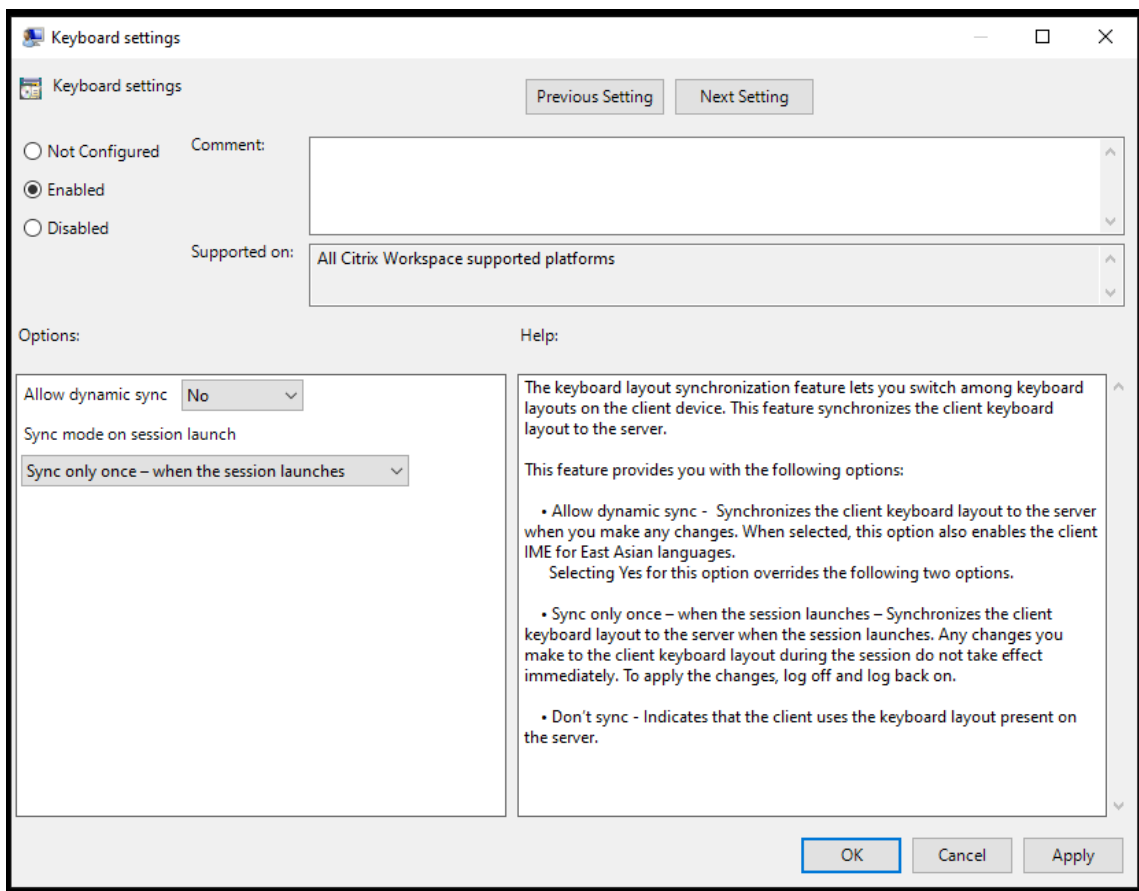 Keyboard settings
Keyboard settings
Previous Setting
Next Setting
Not Configured
Comment:
Enabled
Disabled
Supported on:
All Citrix Workspace supported platforms
Options:
Help:
Allow dynamic sync
No
Sync mode on session launch
Sync only once – when the session launches
The keyboard layout synchronization feature lets you switch among keyboard
layouts on the client device. This feature synchronizes the client keyboard
layout to the server.
This feature provides you with the following options:
• Allow dynamic sync -  Synchronizes the client keyboard layout to the server
when you make any changes. When selected, this option also enables the client
IME for East Asian languages.
Selecting Yes for this option overrides the following two options.
• Sync only once – when the session launches – Synchronizes the client
keyboard layout to the server when the session launches. Any changes you
make to the client keyboard layout during the session do not take effect
immediately. To apply the changes, log off and log back on.
• Don't sync - Indicates that the client uses the keyboard layout present on
the server.
OK
Cancel
Apply